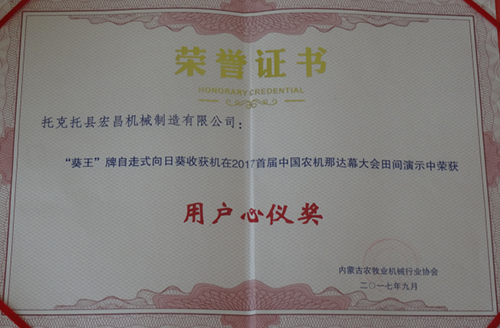 荣誉证书
HONORARY CREDENTIAL
托克托县宏昌机械制造有限公司：
“葵王”牌自走式向日葵收获机在2017首届中国农机那达慕大会田间演示中荣获
用户心仪奖
内蒙古农牧业机械行业协会
二〇一七年九月